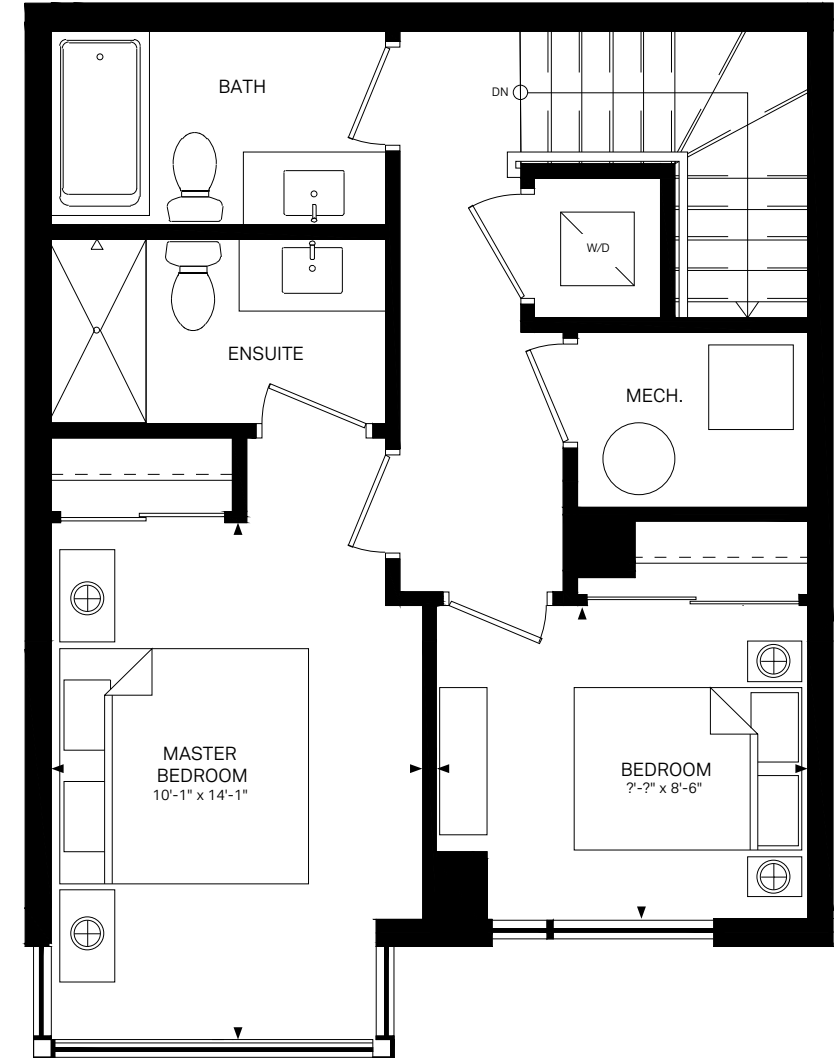 BATH
DN
W/D
ENSUITE
MECH.
MASTER
BEDROOM
10'-1" x 14'-1"
BEDROOM
?'-?" x 8'-6"